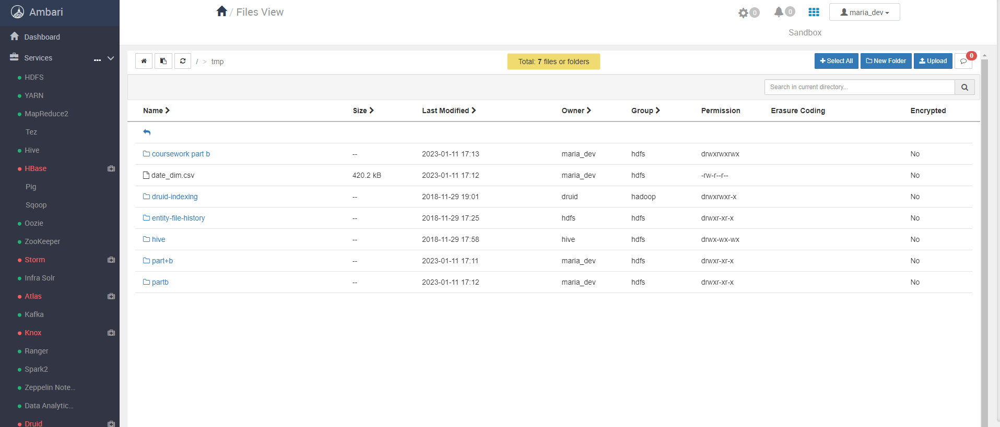 Ambari
Dashboard
Services
HDFS
YARN
MapReduce2
Tez
Hive
HBase
Pig
Sqoop
Oozie
ZooKeeper
Storm
Infra Solr
Atlas
Kafka
Knox
Ranger
Spark2
Zeppelin Note...
Data Analytic...
Druid
/ Files View
0 0 maria_dev
Sandbox
/ > tmp Total: 7 files or folders Select All New Folder Upload 0
Search in current directory...
Name Size Last Modified Owner Group Permission Erasure Coding Encrypted
coursework part b -- 2023-01-11 17:13 maria_dev hdfs drwxrwxrwx No
date_dim.csv 420.2 kB 2023-01-11 17:12 maria_dev hdfs -rw-r--r-- No
druid-indexing -- 2018-11-29 19:01 druid hadoop drwxrwxr-x No
entity-file-history -- 2018-11-29 17:25 hdfs hdfs drwxr-xr-x No
hive -- 2018-11-29 17:58 hive hdfs drwx-wx-wx No
part+b -- 2023-01-11 17:11 maria_dev hdfs drwxr-xr-x No
partb -- 2023-01-11 17:12 maria_dev hdfs drwxr-xr-x No